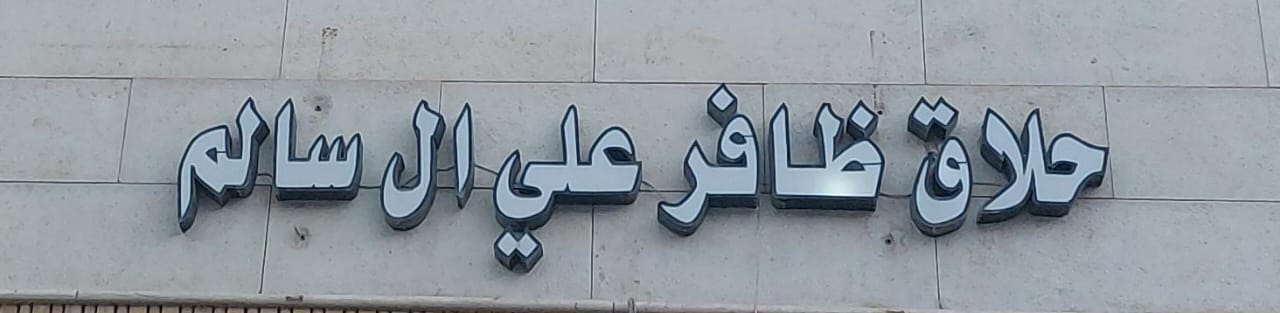 حلاق ظافر علي ال سالم